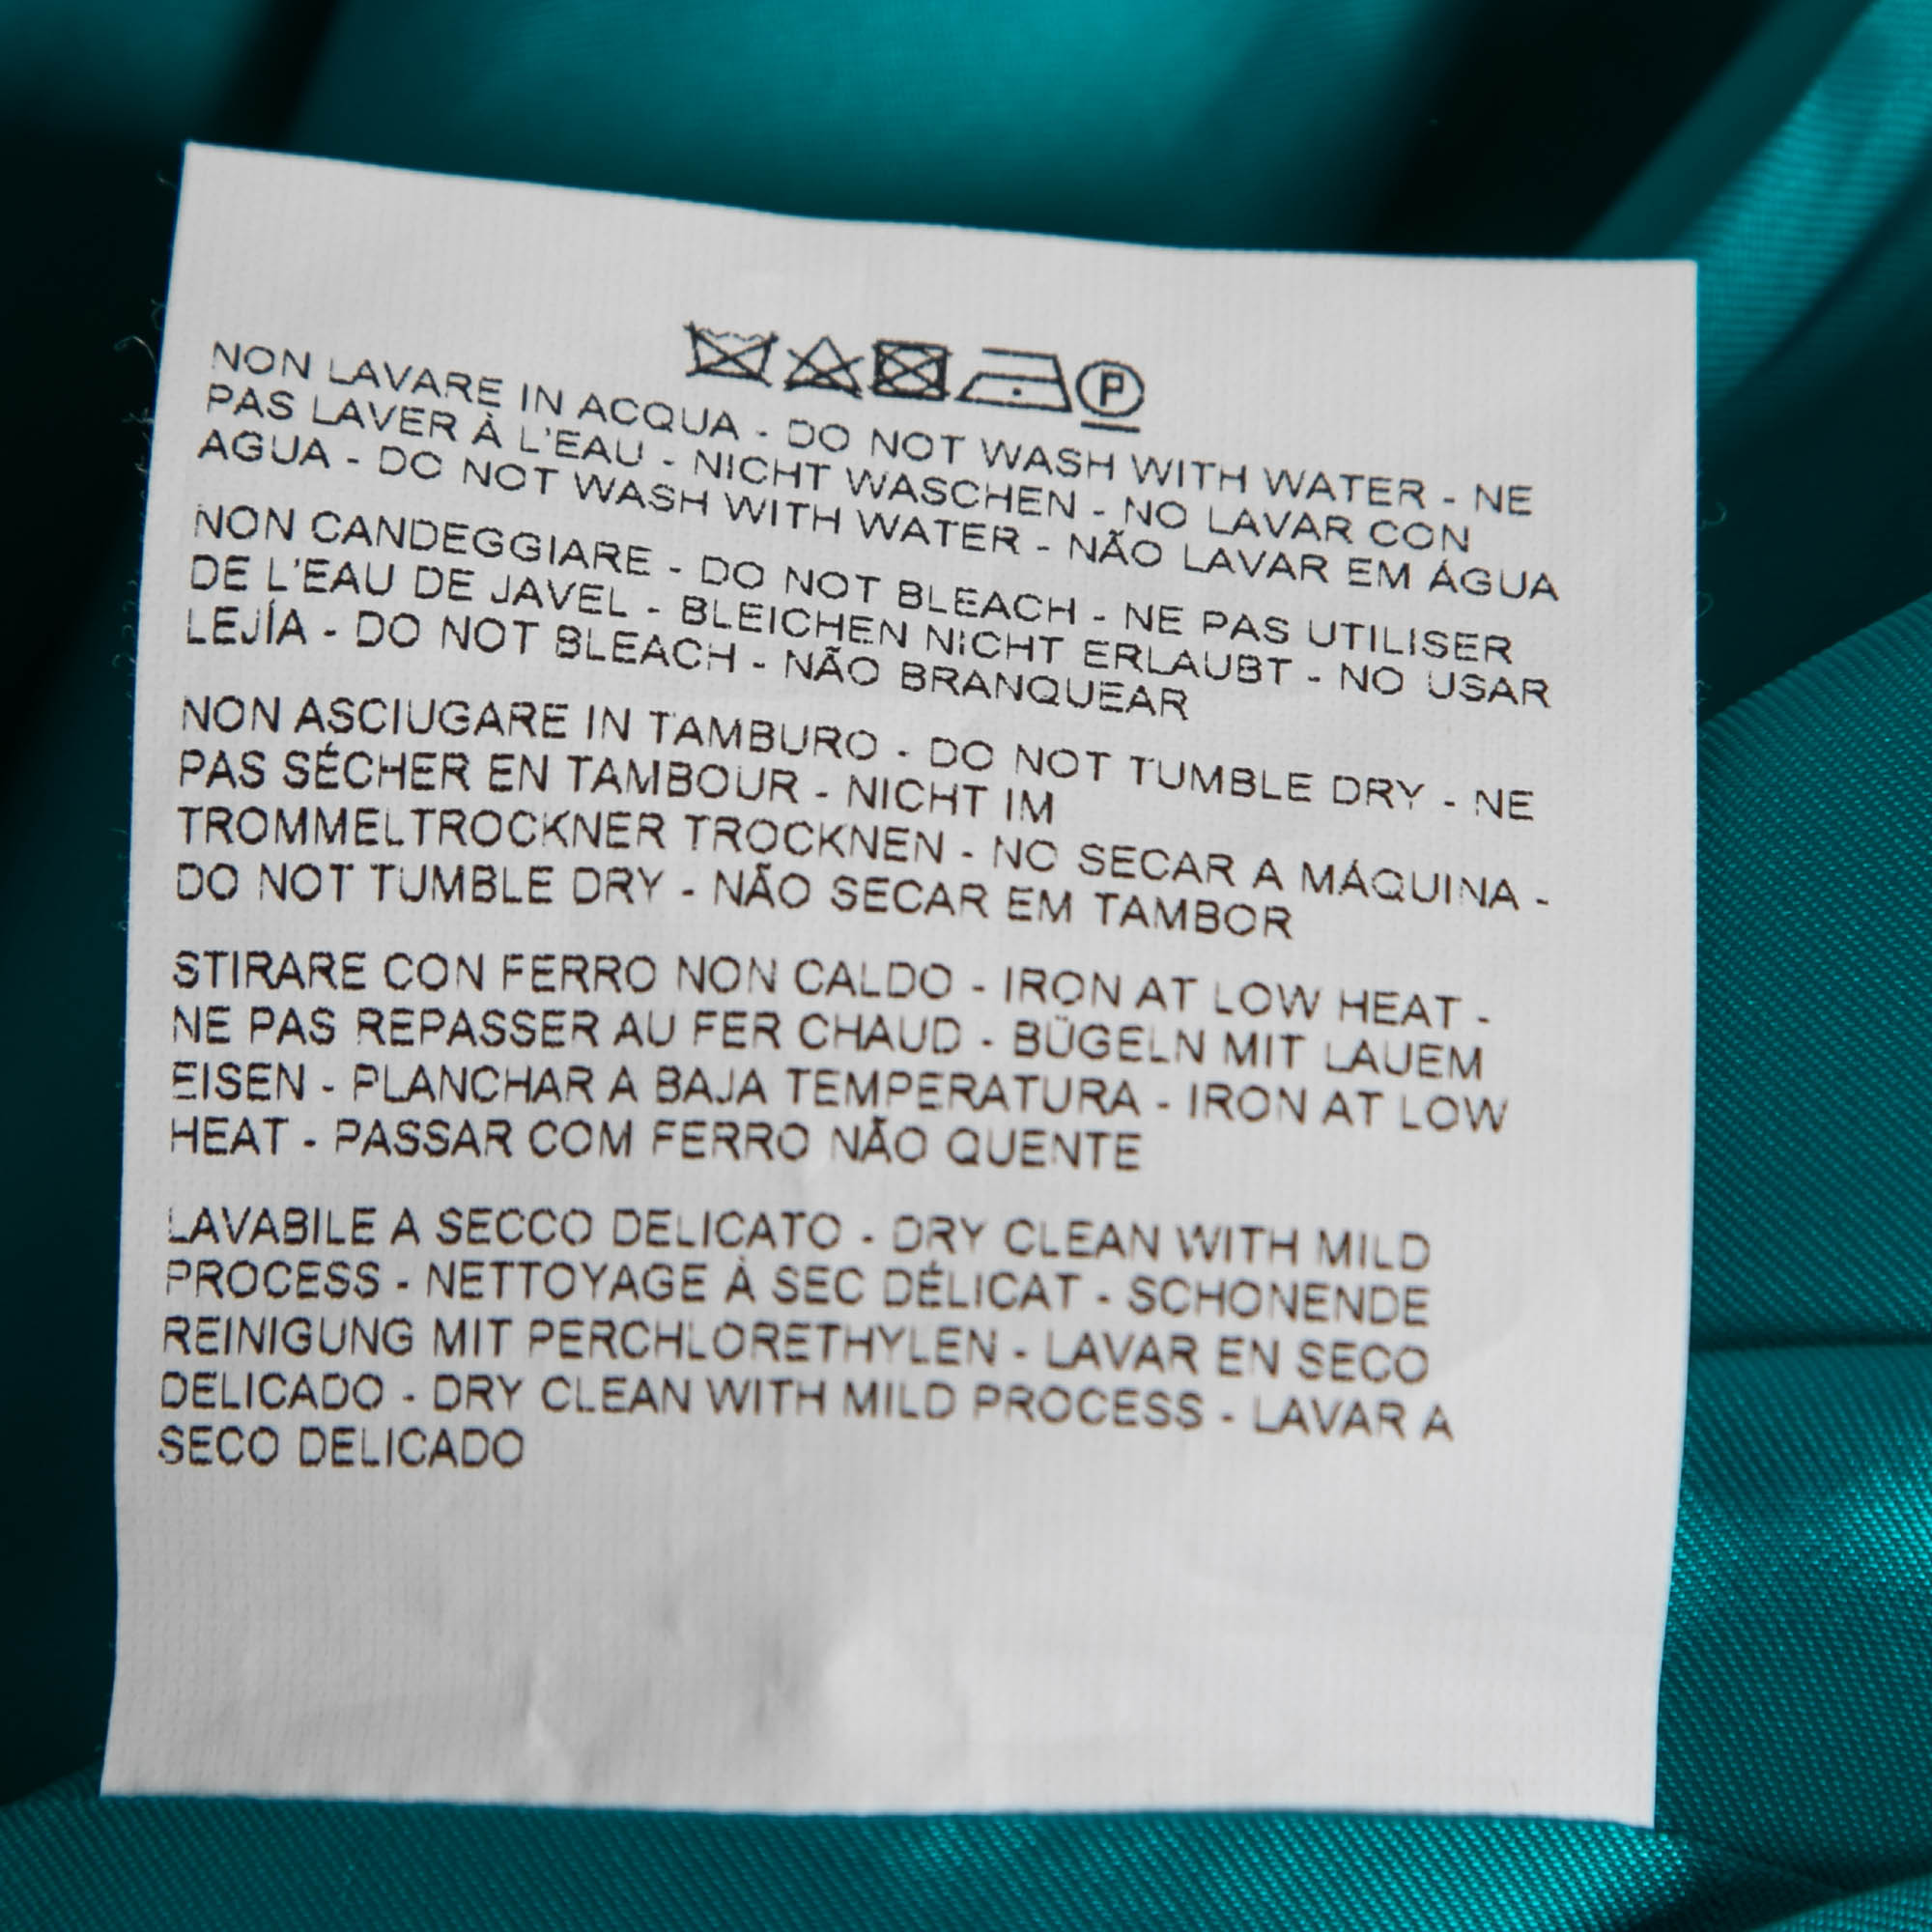 P
NON LAVARE IN ACQUA - DO NOT WASH WITH WATER - NE
PAS LAVER À L'EAU - NICHT WASCHEN - NO LAVAR CON
AGUA - DO NOT WASH WITH WATER - NÃO LAVAR EM ÁGUA
NON CANDEGGIARE - DO NOT BLEACH - NE PAS UTILISER
DE L'EAU DE JAVEL - BLEICHEN NICHT ERLAUBT - NO USAR
LEJÍA - DO NOT BLEACH - NÃO BRANQUEAR
NON ASCIUGARE IN TAMBURO - DO NOT TUMBLE DRY - NE
PAS SÉCHER EN TAMBOUR - NICHT IM
TROMMELTROCKNER TROCKNEN - NO SECAR A MÁQUINA -
DO NOT TUMBLE DRY - NÃO SECAR EM TAMBOR
STIRARE CON FERRO NON CALDO - IRON AT LOW HEAT -
NE PAS REPASSER AU FER CHAUD - BÜGELN MIT LAUEM
EISEN - PLANCHAR A BAJA TEMPERATURA - IRON AT LOW
HEAT - PASSAR COM FERRO NÃO QUENTE
LAVABILE A SECCO DELICATO - DRY CLEAN WITH MILD
PROCESS - NETTOYAGE À SEC DÉLICAT - SCHONENDE
REINIGUNG MIT PERCHLORETHYLEN - LAVAR EN SECO
DELICADO - DRY CLEAN WITH MILD PROCESS - LAVAR A
SECO DELICADO